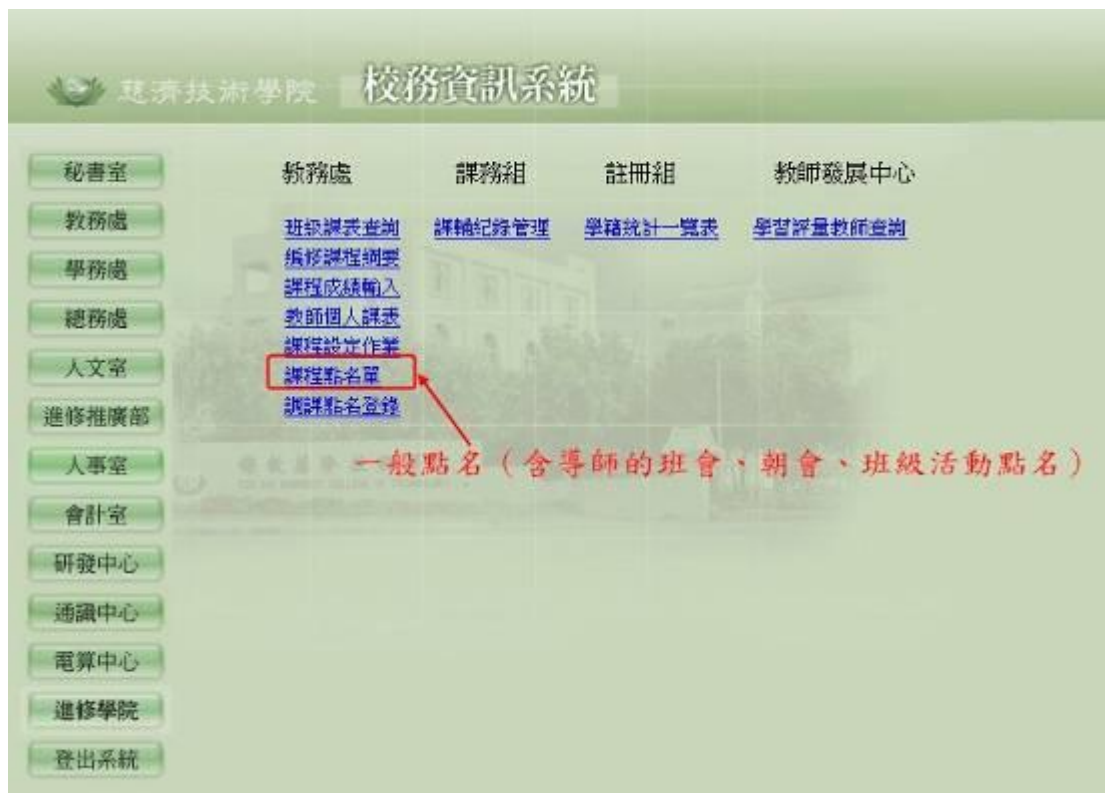 慈濟技術學院 校務資訊系統
秘書室
教務處
學務處
總務處
人文室
進修推廣部
人事室
會計室
研發中心
通識中心
電算中心
進修學院
登出系統
教務處 課務組 註冊組 教師發展中心
班級課表查詢 課輔紀錄管理 學籍統計一覽表 學習評量教師查詢
編修課程綱要
課程成績輸入
教師個人課表
課程設定作業
課程點名單
調課點名登錄
一般點名（含導師的班會、朝會、班級活動點名）